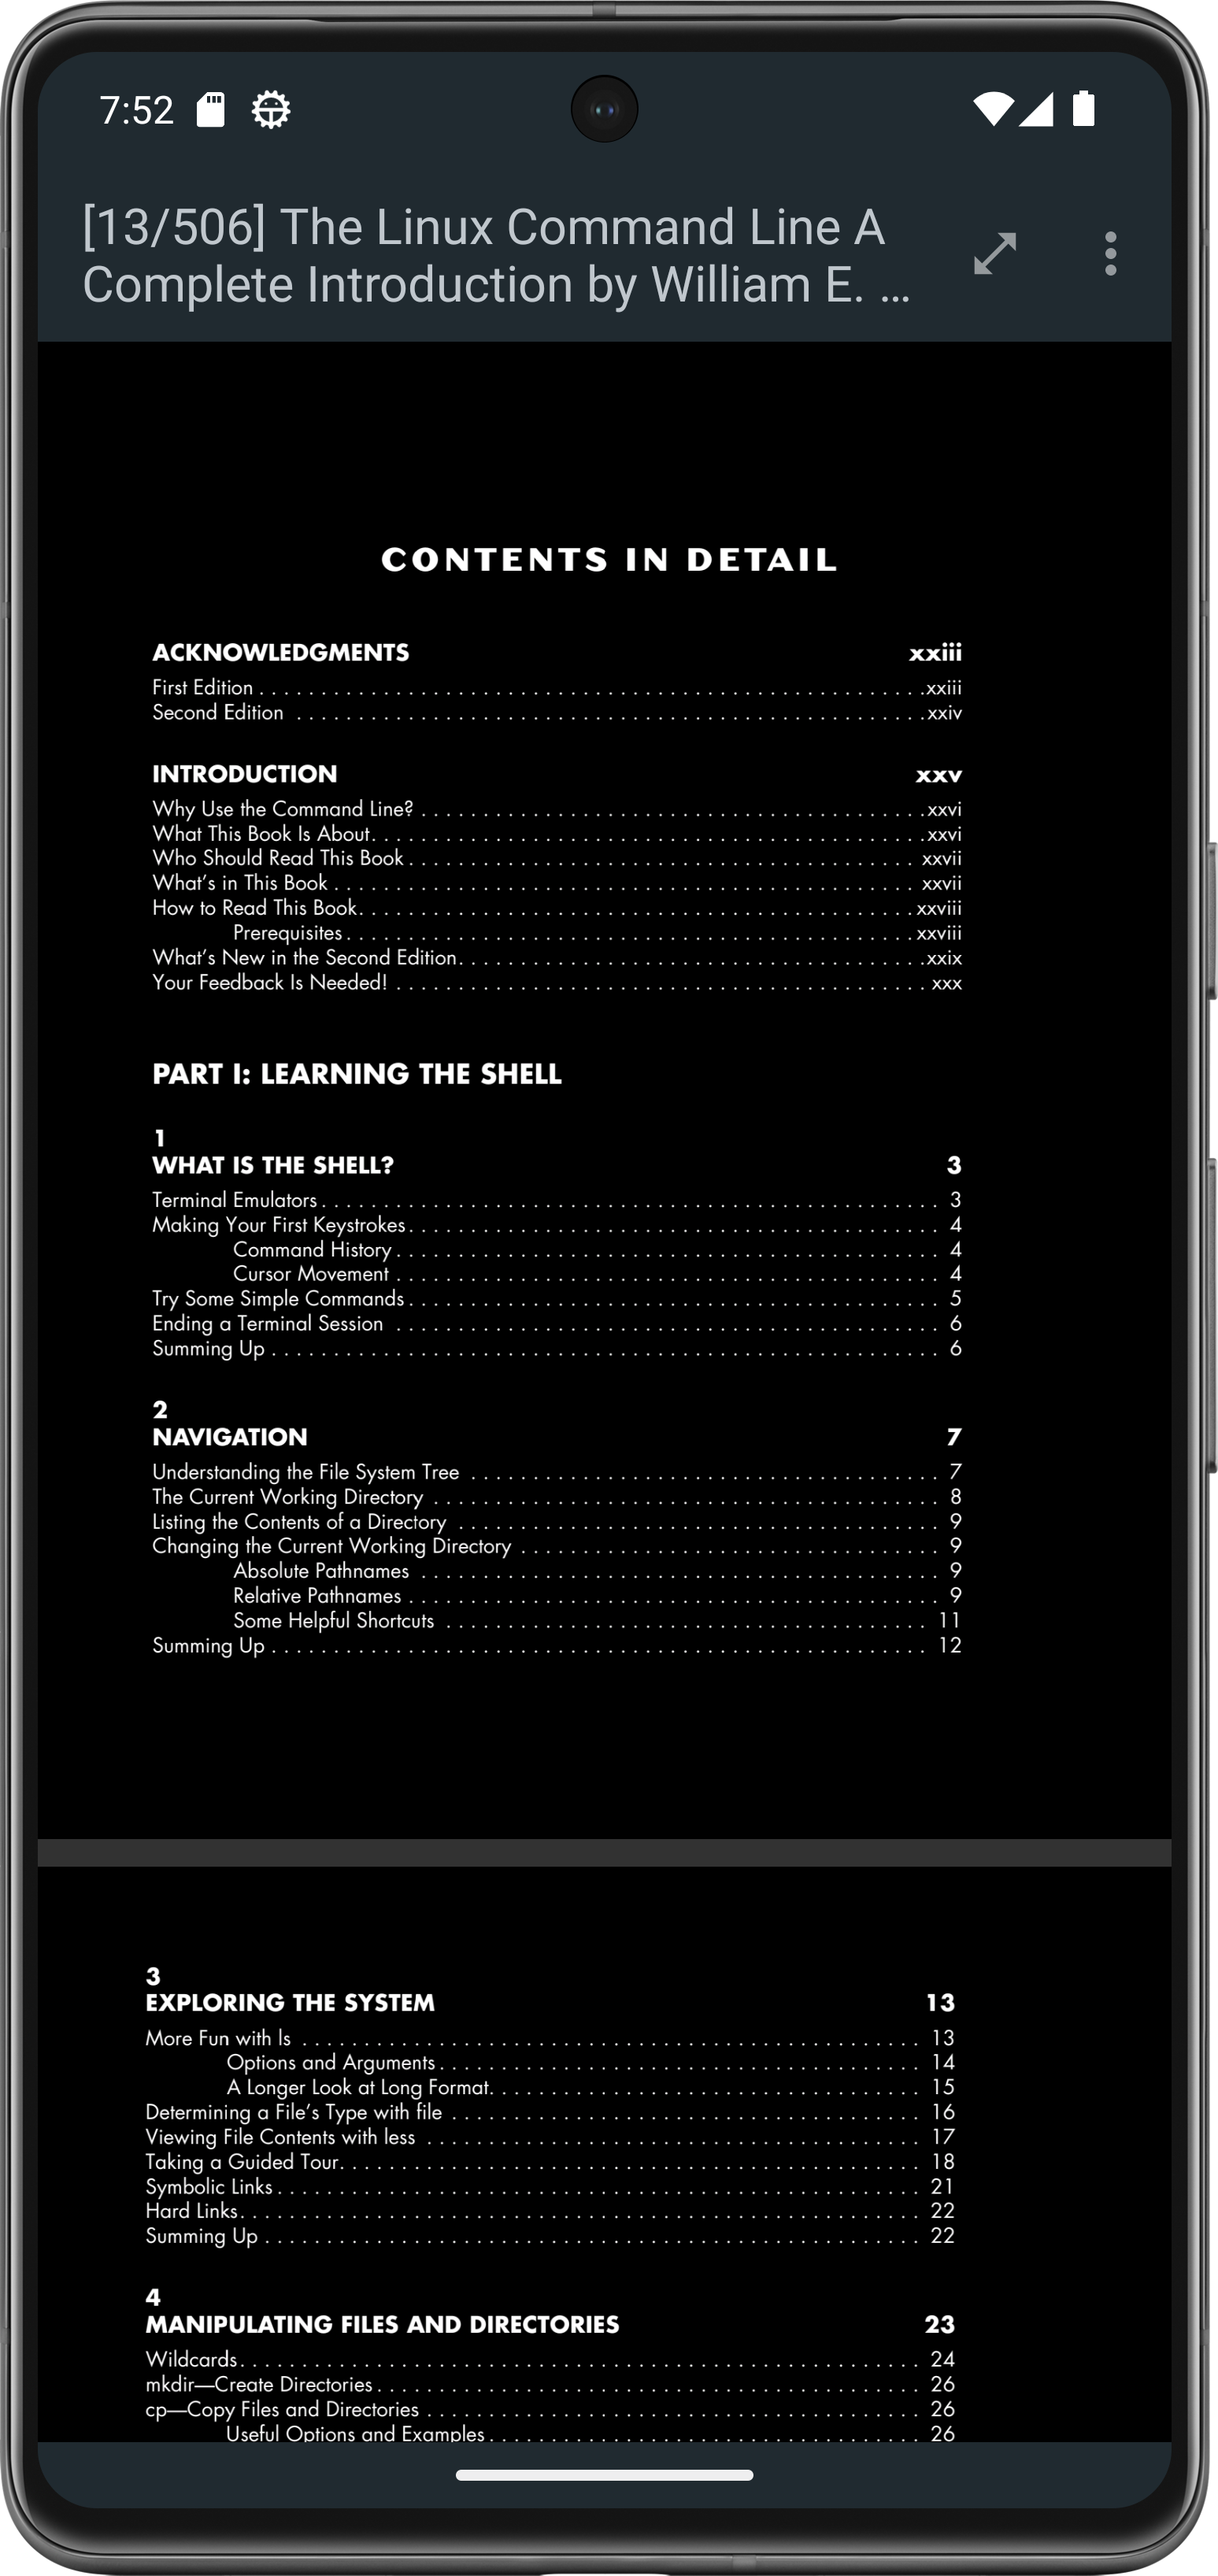 7:52
[13/506] The Linux Command Line A
Complete Introduction by William E. ...
CONTENTS IN DETAIL
ACKNOWLEDGMENTS xxiii
First Edition . . . . . . . . . . xxiii
Second Edition . . . . . . . . . . xxiv
INTRODUCTION xxv
Why Use the Command Line? . . . . . . . . . . xxvi
What This Book Is About. . . . . . . . . . xxvi
Who Should Read This Book . . . . . . . . . . xxvii
What's in This Book . . . . . . . . . . xxvii
How to Read This Book. . . . . . . . . . xxviii
Prerequisites . . . . . . . . . . xxviii
What's New in the Second Edition. . . . . . . . . . xxix
Your Feedback Is Needed! . . . . . . . . . . xxx
PART I: LEARNING THE SHELL
1
WHAT IS THE SHELL? 3
Terminal Emulators . . . . . . . . . . 3
Making Your First Keystrokes . . . . . . . . . . 4
Command History . . . . . . . . . . 4
Cursor Movement . . . . . . . . . . 4
Try Some Simple Commands . . . . . . . . . . 5
Ending a Terminal Session . . . . . . . . . . 6
Summing Up . . . . . . . . . . 6
2
NAVIGATION 7
Understanding the File System Tree . . . . . . . . . . 7
The Current Working Directory . . . . . . . . . . 8
Listing the Contents of a Directory . . . . . . . . . . 9
Changing the Current Working Directory . . . . . . . . . . 9
Absolute Pathnames . . . . . . . . . . 9
Relative Pathnames . . . . . . . . . . 9
Some Helpful Shortcuts . . . . . . . . . . 11
Summing Up . . . . . . . . . . 12
3
EXPLORING THE SYSTEM 13
More Fun with ls . . . . . . . . . . 13
Options and Arguments . . . . . . . . . . 14
A Longer Look at Long Format. . . . . . . . . . 15
Determining a File's Type with file . . . . . . . . . . 16
Viewing File Contents with less . . . . . . . . . . 17
Taking a Guided Tour. . . . . . . . . . 18
Symbolic Links . . . . . . . . . . 21
Hard Links. . . . . . . . . . 22
Summing Up . . . . . . . . . . 22
4
MANIPULATING FILES AND DIRECTORIES 23
Wildcards. . . . . . . . . . 24
mkdir—Create Directories . . . . . . . . . . 26
cp—Copy Files and Directories . . . . . . . . . . 26
Useful Options and Examples . . . . . . . . . . 26